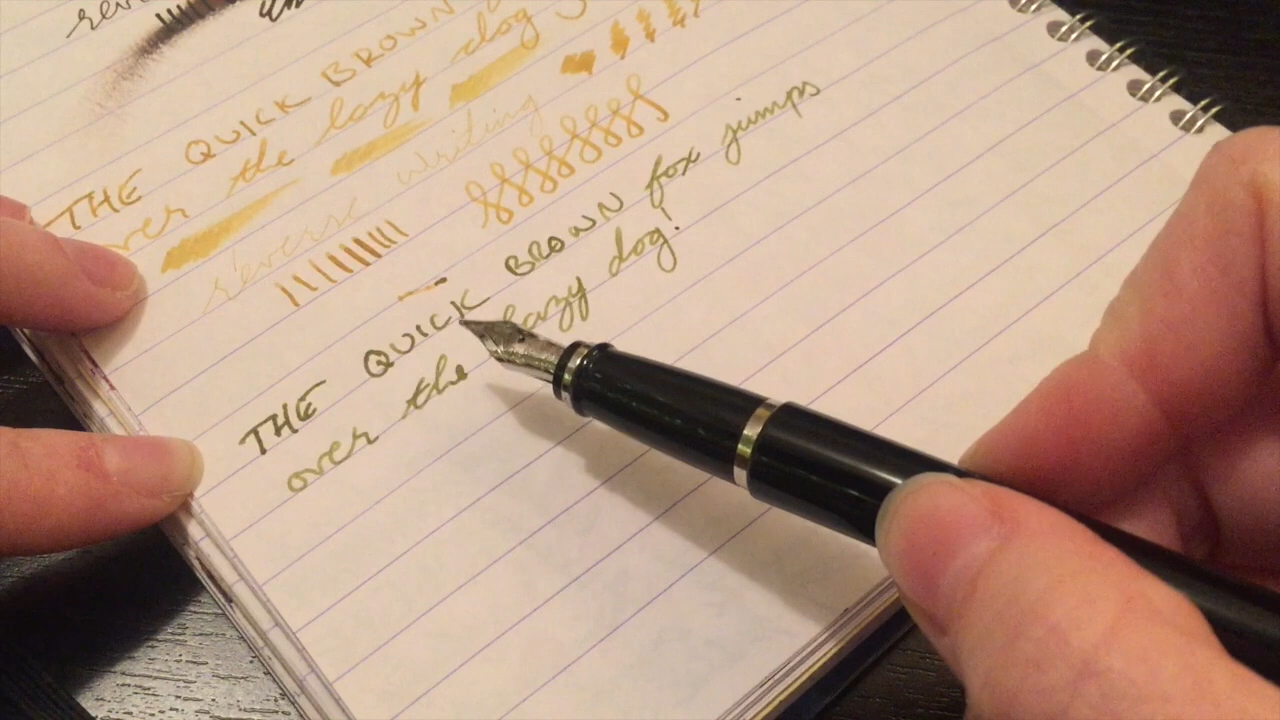 THE QUICK BROWN
over the lazy dog
reverse writing
THE QUICK BROWN fox jumps
over the lazy dog!